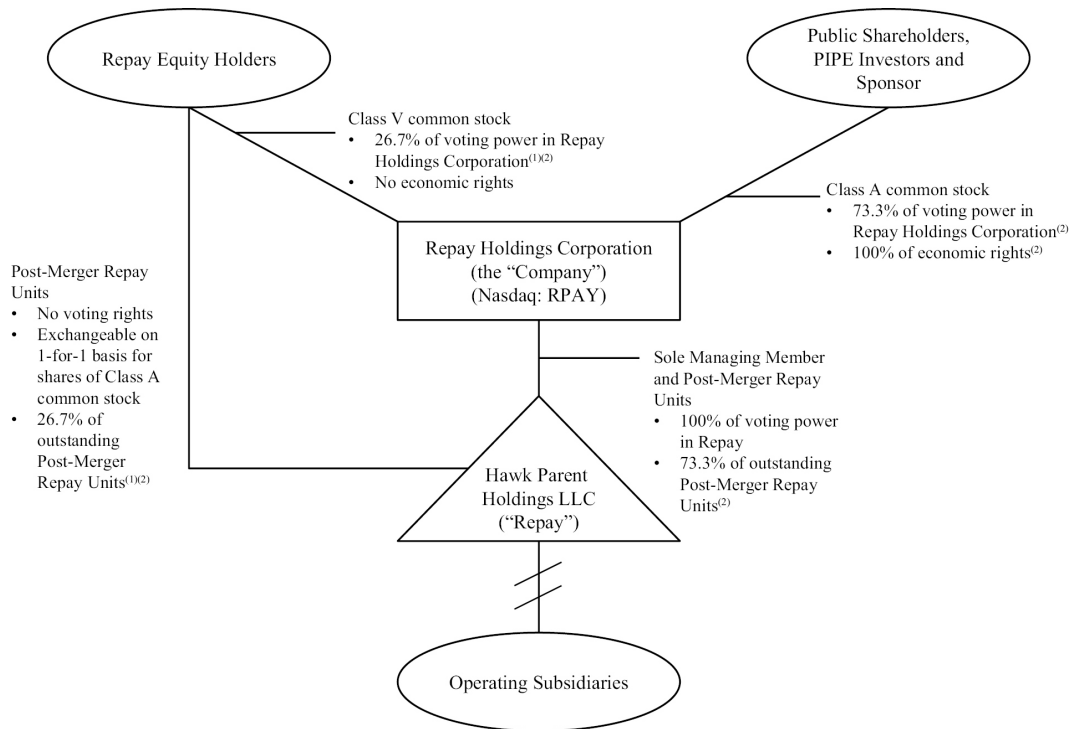 Repay Equity Holders
Public Shareholders,
PIPE Investors and
Sponsor
Class V common stock
• 26.7% of voting power in Repay
Holdings Corporation(1)(2)
• No economic rights
Class A common stock
• 73.3% of voting power in
Repay Holdings Corporation(2)
• 100% of economic rights(2)
Repay Holdings Corporation
(the “Company”)
(Nasdaq: RPAY)
Post-Merger Repay
Units
• No voting rights
• Exchangeable on
1-for-1 basis for
shares of Class A
common stock
• 26.7% of
outstanding
Post-Merger
Repay Units(1)(2)
Sole Managing Member
and Post-Merger Repay
Units
• 100% of voting power
in Repay
• 73.3% of outstanding
Post-Merger Repay
Units(2)
Hawk Parent
Holdings LLC
(“Repay”)
Operating Subsidiaries